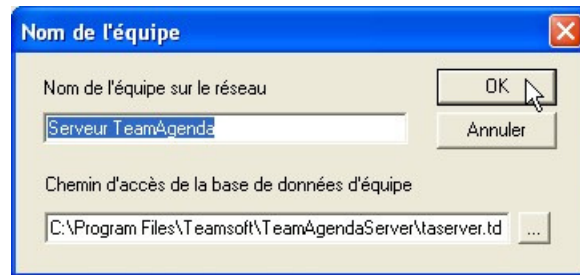 Nom de l'équipe
Nom de l'équipe sur le réseau
OK
Serveur TeamAgenda
Annuler
Chemin d'accès de la base de données d'équipe
C:\Program Files\Teamsoft\TeamAgendaServer\taserver.td
...